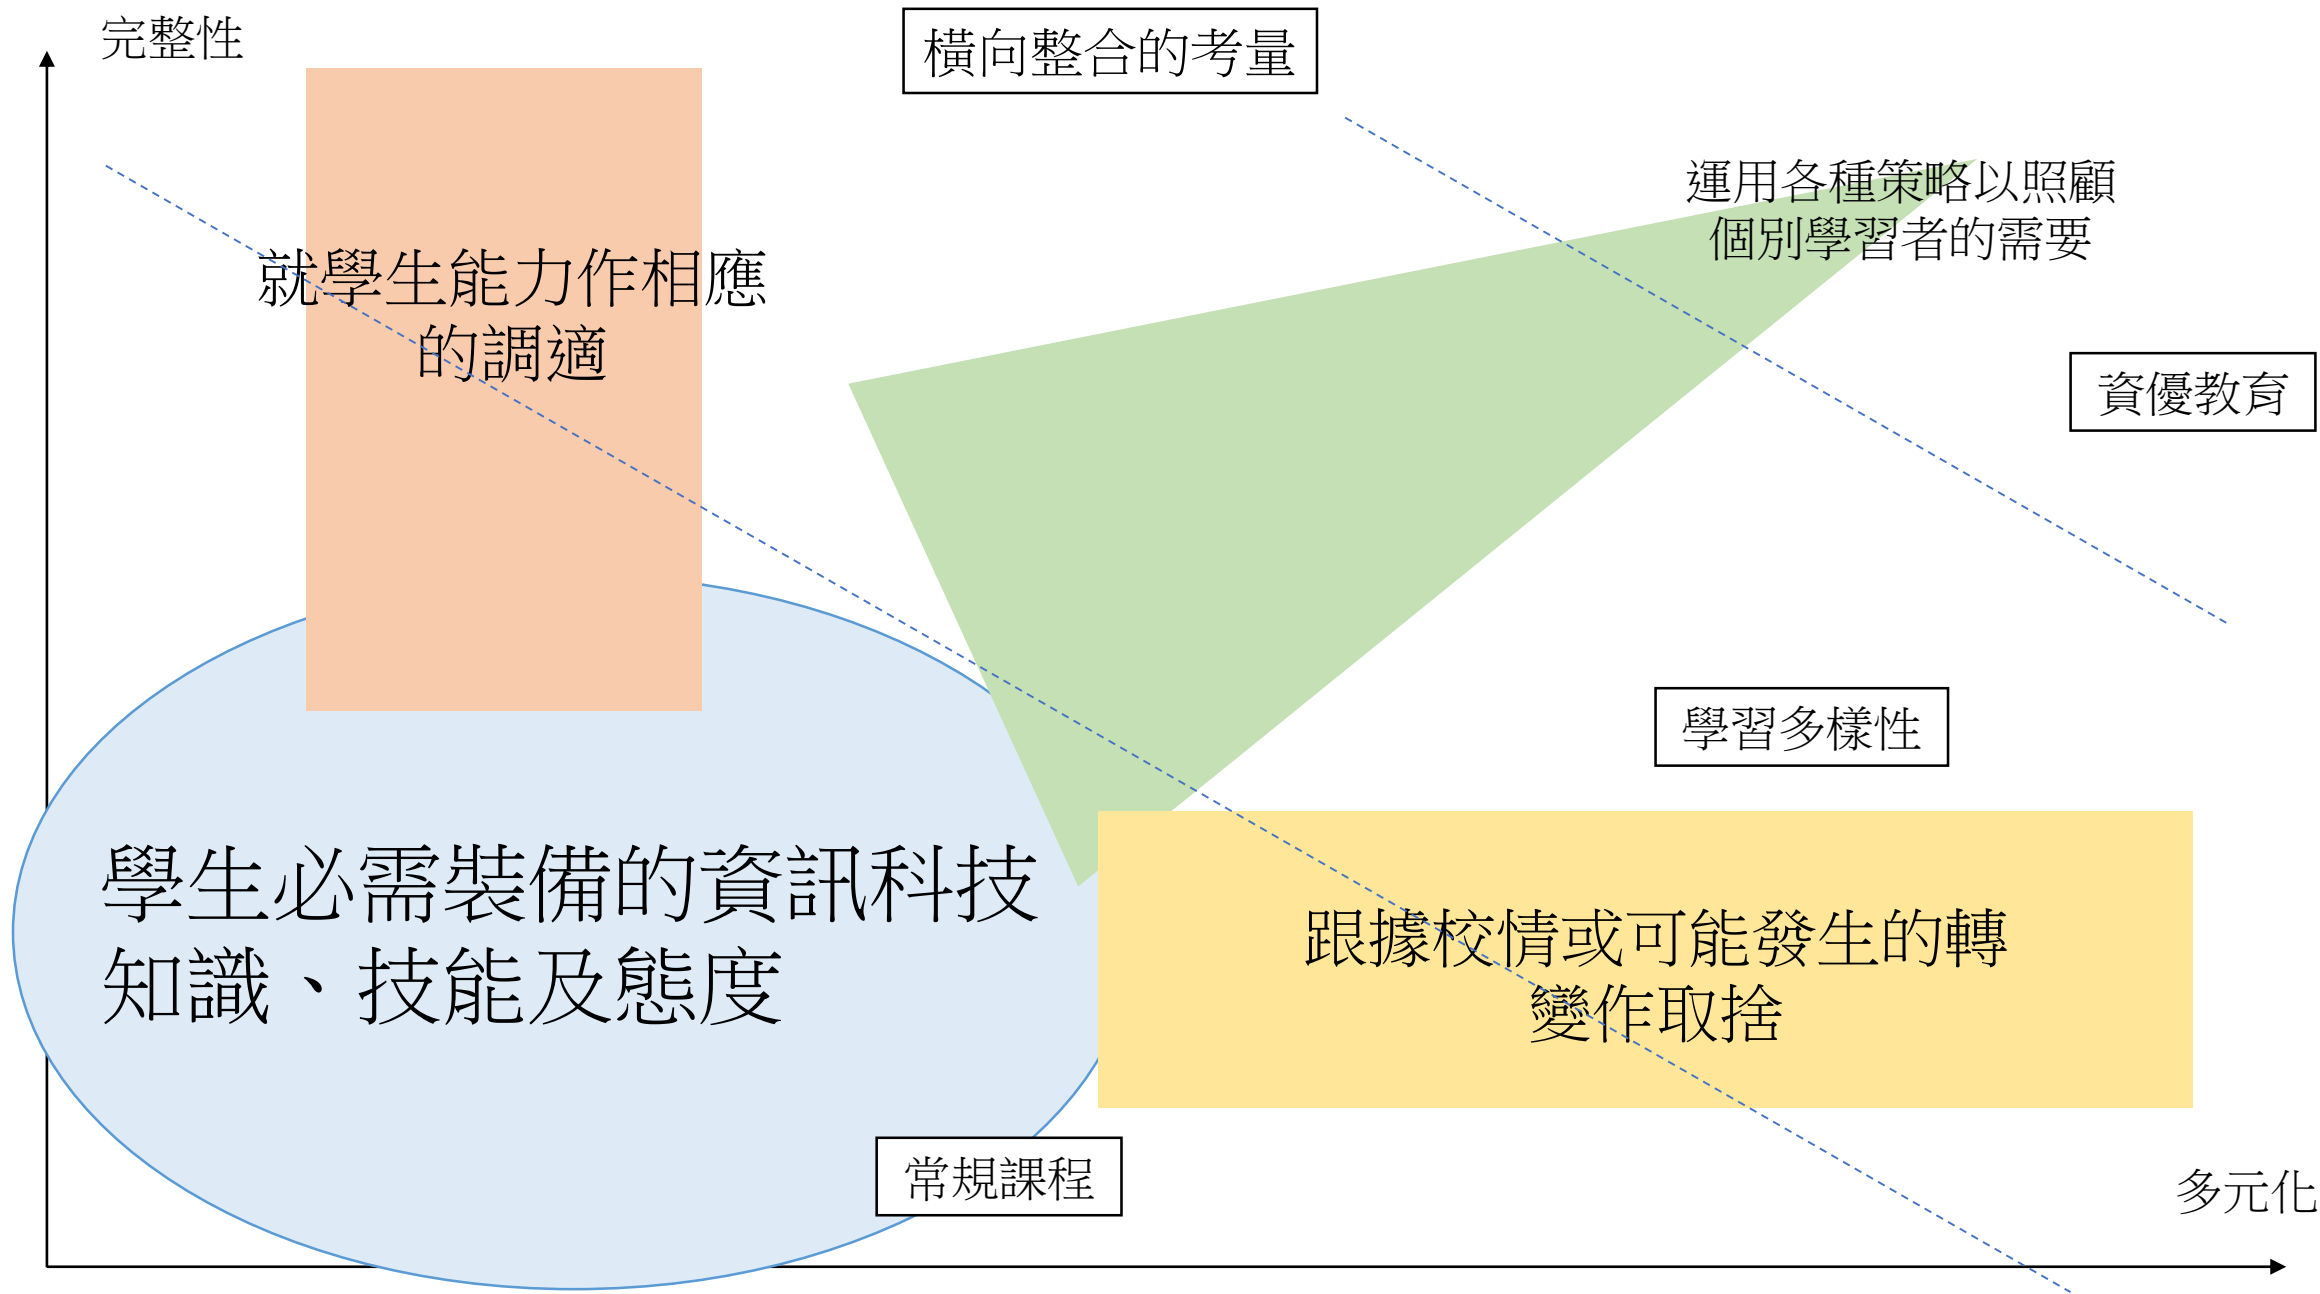 完整性
橫向整合的考量
運用各種策略以照顧
個別學習者的需要
就學生能力作相應
的調適
資優教育
學習多樣性
學生必需裝備的資訊科技
知識、技能及態度
跟據校情或可能發生的轉
變作取捨
常規課程
多元化